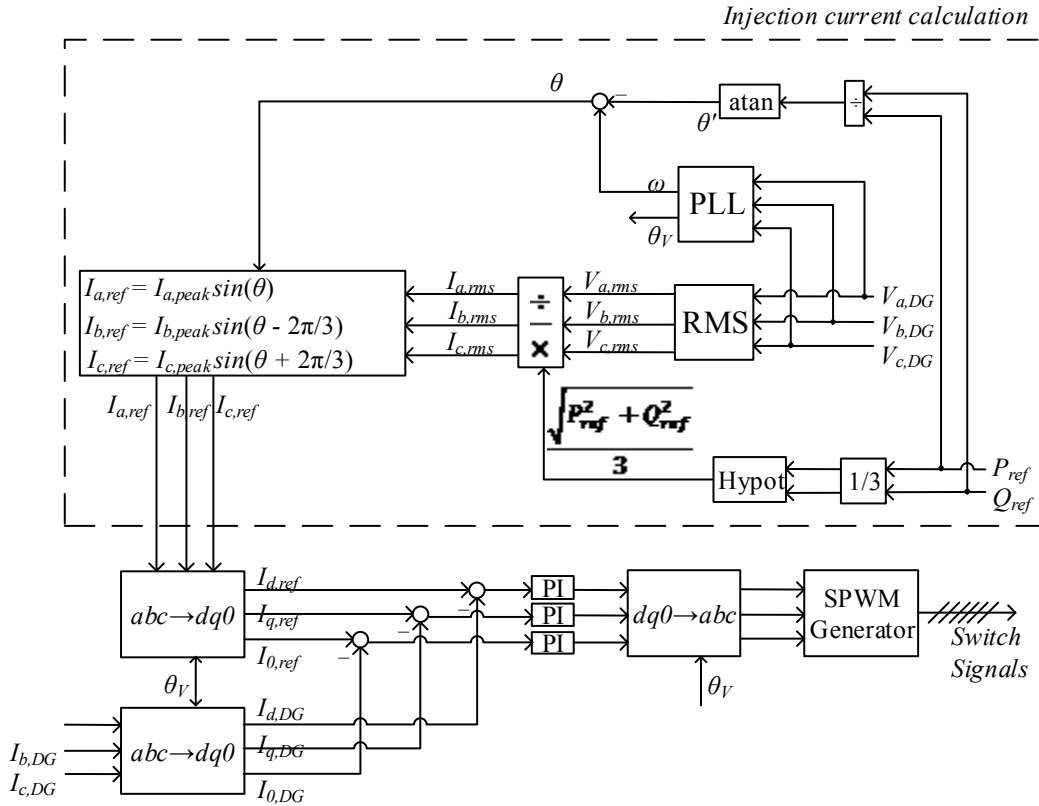 Injection current calculation
θ
−
θ'
atan
÷
ω
PLL
θV
Ia,ref = Ia,peak sin(θ)
Ib,ref = Ib,peak sin(θ - 2π/3)
Ic,ref = Ic,peak sin(θ + 2π/3)
Ia,rms
Ib,rms
Ic,rms
÷
×
Va,rms
Vb,rms
Vc,rms
RMS
Va,DG
Vb,DG
Vc,DG
Ia,ref Ib,ref Ic,ref
√P²ref + Q²ref
3
Hypot
1/3
Pref
Qref
abc→dq0
Id,ref
Iq,ref
I0,ref
−
−
−
PI
PI
PI
dq0→abc
SPWM
Generator
Switch
Signals
θV
θV
abc→dq0
Ib,DG
Ic,DG
Id,DG
Iq,DG
I0,DG